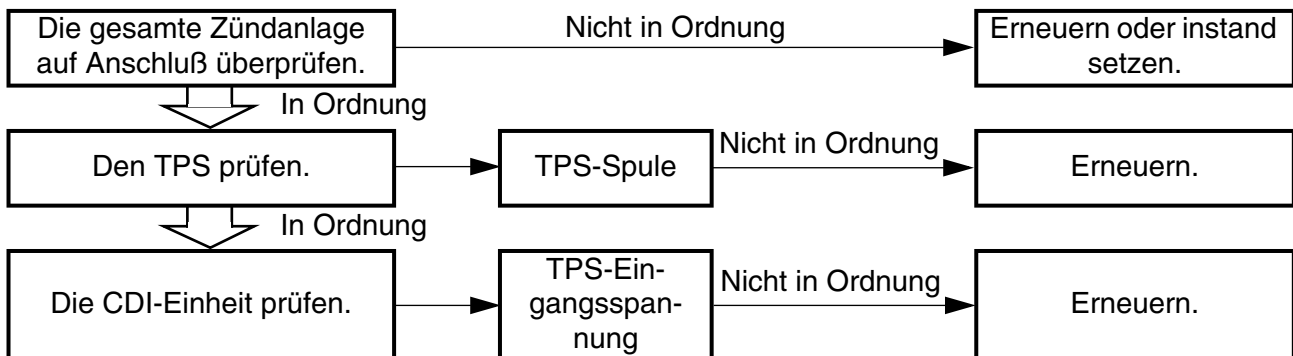 Die gesamte Zündanlage
auf Anschluß überprüfen.
Nicht in Ordnung
Erneuern oder instand
setzen.
In Ordnung
Den TPS prüfen.
TPS-Spule
Nicht in Ordnung
Erneuern.
In Ordnung
Die CDI-Einheit prüfen.
TPS-Ein-
gangsspan-
nung
Nicht in Ordnung
Erneuern.